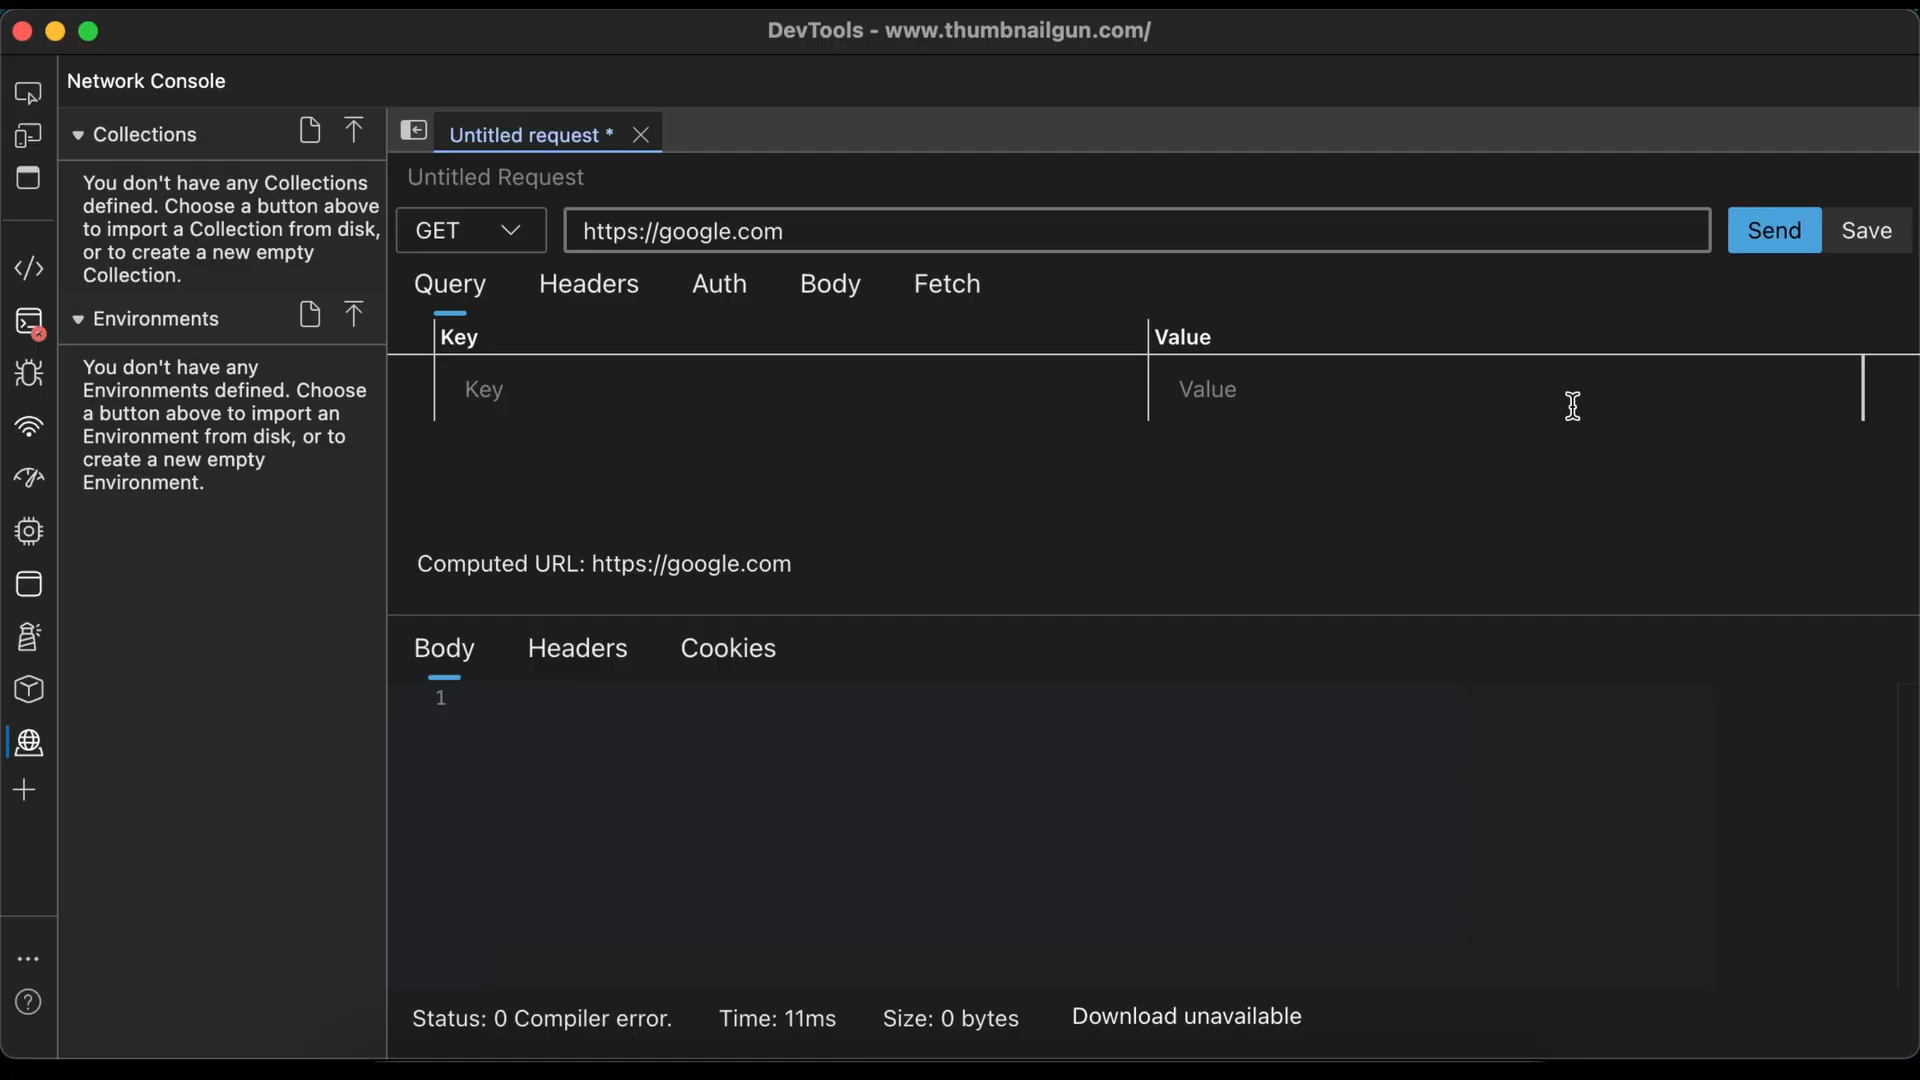 DevTools - www.thumbnailgun.com/
Network Console
Collections
You don't have any Collections
defined. Choose a button above
to import a Collection from disk,
or to create a new empty
Collection.
Environments
You don't have any
Environments defined. Choose
a button above to import an
Environment from disk, or to
create a new empty
Environment.
Untitled request *
Untitled Request
GET
https://google.com
Send
Save
Query
Headers
Auth
Body
Fetch
Key
Value
Key
Value
Computed URL: https://google.com
Body
Headers
Cookies
1
Status: 0 Compiler error.
Time: 11ms
Size: 0 bytes
Download unavailable